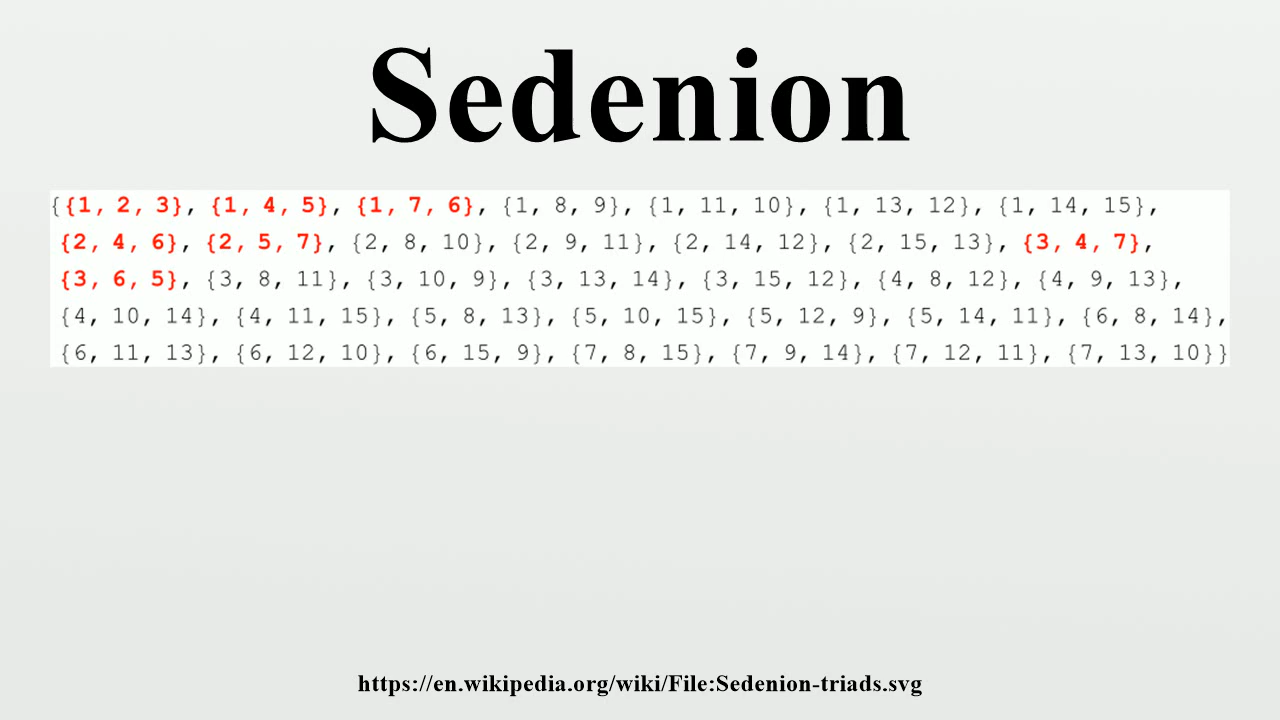 Sedenion
{{1, 2, 3}, {1, 4, 5}, {1, 7, 6}, {1, 8, 9}, {1, 11, 10}, {1, 13, 12}, {1, 14, 15},
{2, 4, 6}, {2, 5, 7}, {2, 8, 10}, {2, 9, 11}, {2, 14, 12}, {2, 15, 13}, {3, 4, 7},
{3, 6, 5}, {3, 8, 11}, {3, 10, 9}, {3, 13, 14}, {3, 15, 12}, {4, 8, 12}, {4, 9, 13},
{4, 10, 14}, {4, 11, 15}, {5, 8, 13}, {5, 10, 15}, {5, 12, 9}, {5, 14, 11}, {6, 8, 14},
{6, 11, 13}, {6, 12, 10}, {6, 15, 9}, {7, 8, 15}, {7, 9, 14}, {7, 12, 11}, {7, 13, 10}}
https://en.wikipedia.org/wiki/File:Sedenion-triads.svg